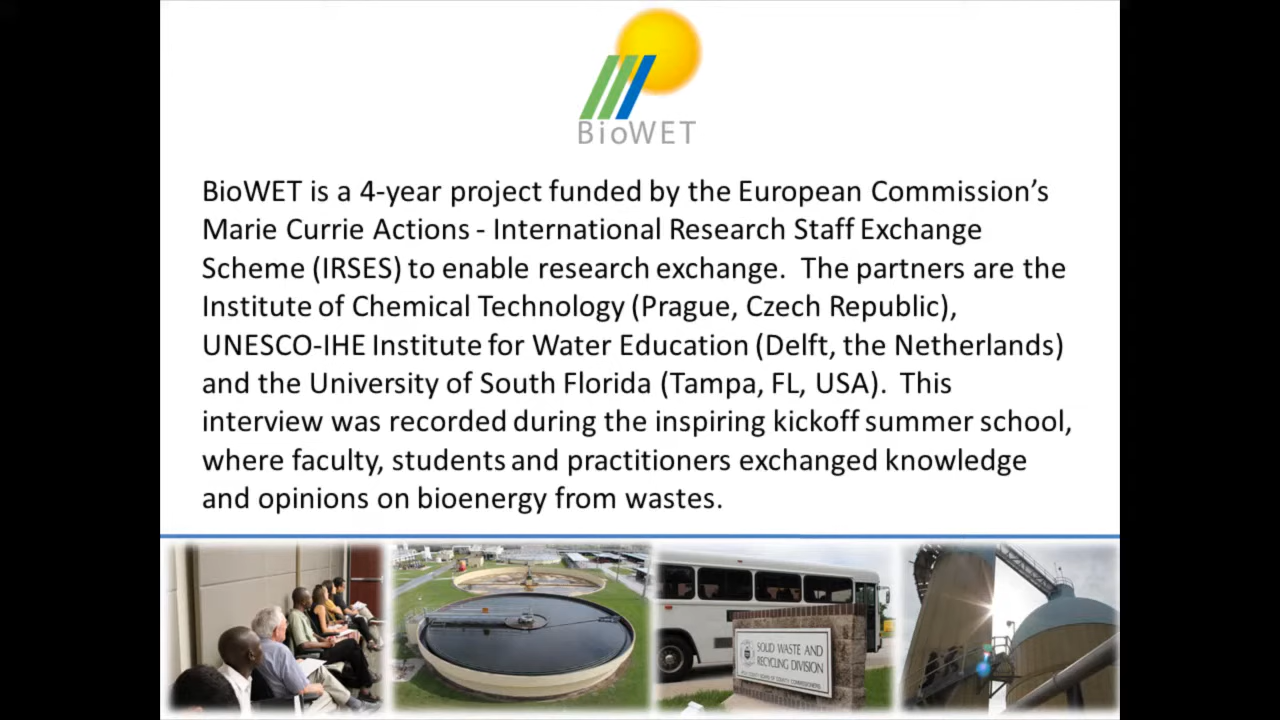 BioWET
BioWET is a 4-year project funded by the European Commission’s
Marie Currie Actions - International Research Staff Exchange
Scheme (IRSES) to enable research exchange.  The partners are the
Institute of Chemical Technology (Prague, Czech Republic),
UNESCO-IHE Institute for Water Education (Delft, the Netherlands)
and the University of South Florida (Tampa, FL, USA).  This
interview was recorded during the inspiring kickoff summer school,
where faculty, students and practitioners exchanged knowledge
and opinions on bioenergy from wastes.
SOLID WASTE AND
RECYCLING DIVISION